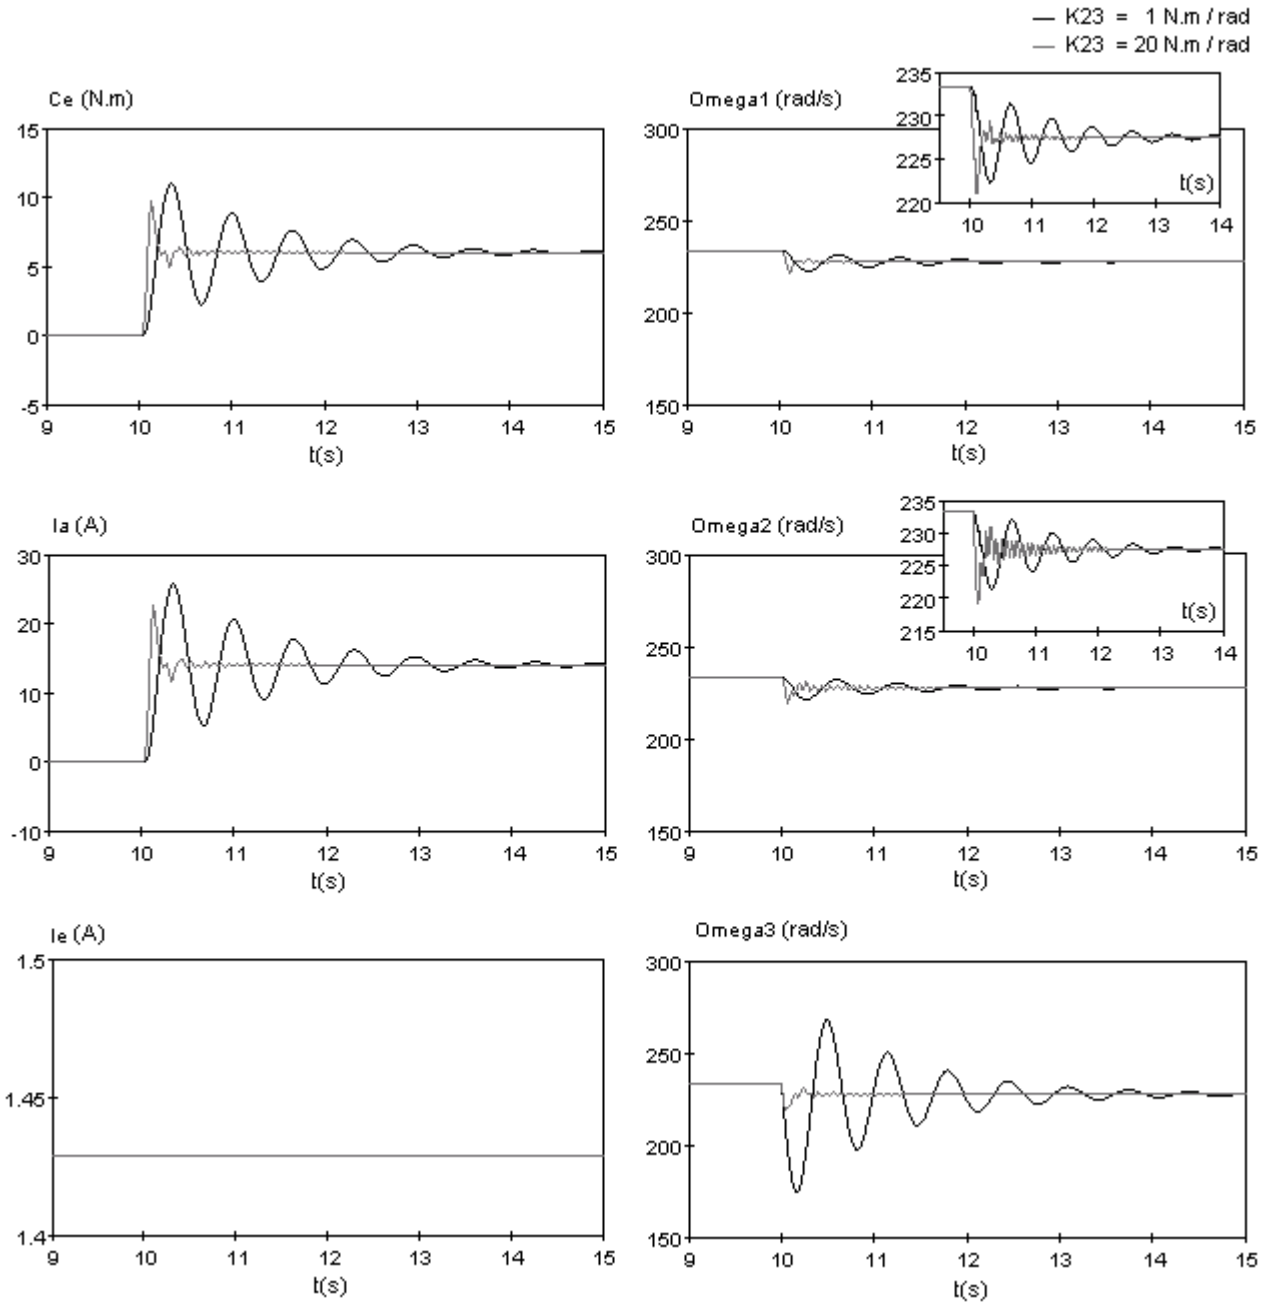 K23 = 1 N.m / rad
K23 = 20 N.m / rad
Ce (N.m)
15
10
5
0
-5
9 10 11 12 13 14 15
t(s)
Omega1 (rad/s)
300
250
200
150
9 10 11 12 13 14 15
t(s)
235
230
225
220
10 11 12 13 14
t(s)
Ia (A)
30
20
10
0
-10
9 10 11 12 13 14 15
t(s)
Omega2 (rad/s)
300
250
200
150
9 10 11 12 13 14 15
t(s)
235
230
225
220
215
10 11 12 13 14
t(s)
Ie (A)
1.5
1.45
1.4
9 10 11 12 13 14 15
t(s)
Omega3 (rad/s)
300
250
200
150
9 10 11 12 13 14 15
t(s)